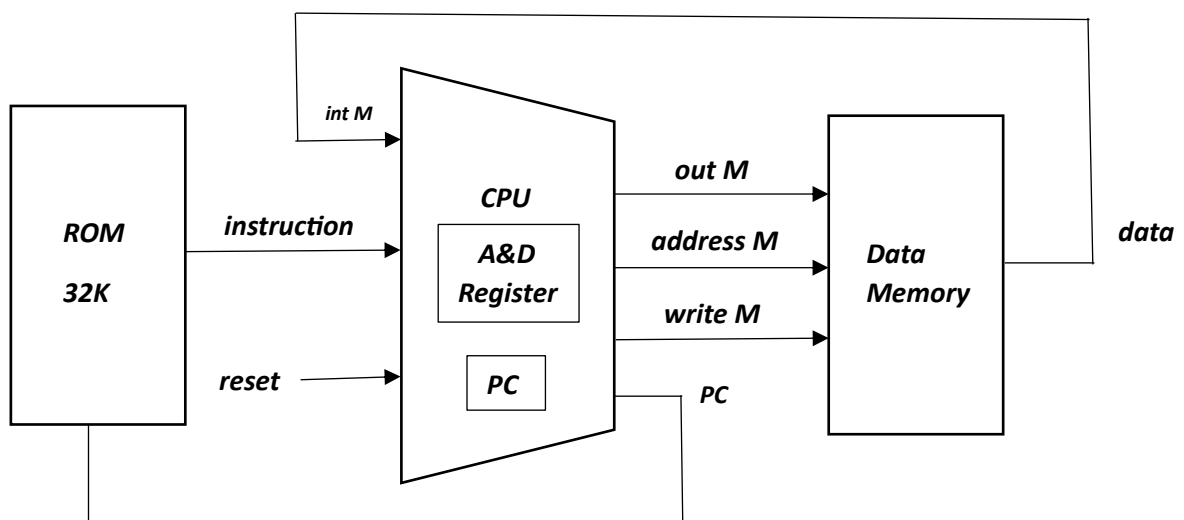 int M
ROM
32K
instruction
reset
CPU
A&D
Register
PC
out M
address M
write M
PC
Data
Memory
data